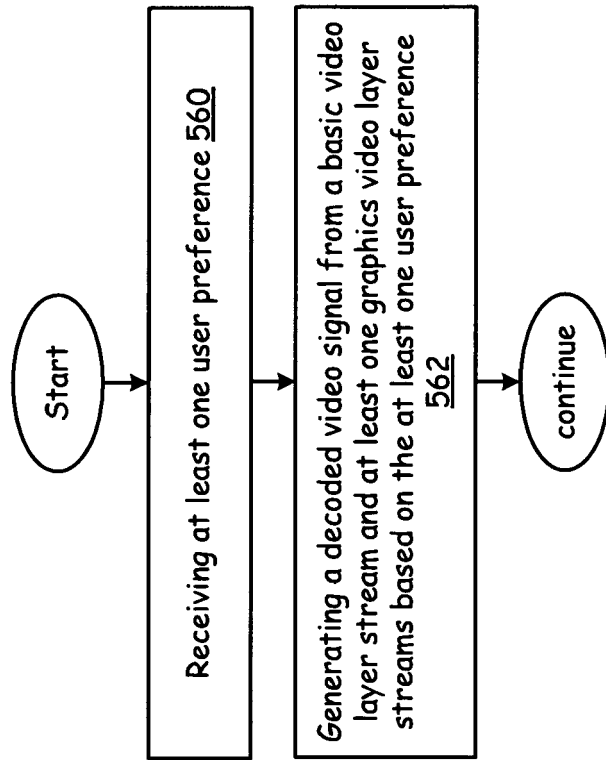 Start
Receiving at least one user preference 560
Generating a decoded video signal from a basic video
layer stream and at least one graphics video layer
streams based on the at least one user preference
562
continue